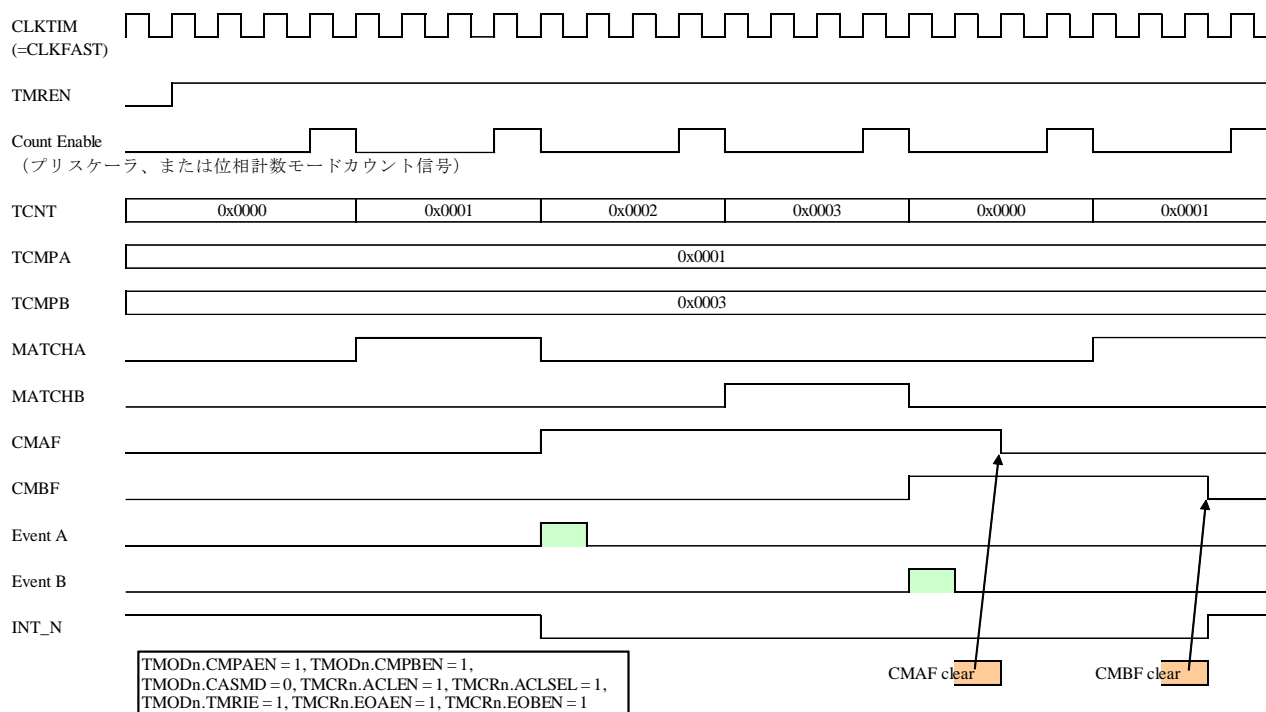 CLKTIM
(=CLKFAST)
TMREN
Count Enable
（プリスケーラ、または位相計数モードカウント信号）
TCNT 0x0000 0x0001 0x0002 0x0003 0x0000 0x0001
TCMPA 0x0001
TCMPB 0x0003
MATCHA
MATCHB
CMAF
CMBF
Event A
Event B
INT_N
TMODn.CMPAEN = 1, TMODn.CMPBEN = 1,
TMODn.CASMD = 0, TMCRn.ACLEN = 1, TMCRn.ACLSEL = 1,
TMODn.TMRIE = 1, TMCRn.EOAEN = 1, TMCRn.EOBEN = 1
CMAF clear
CMBF clear